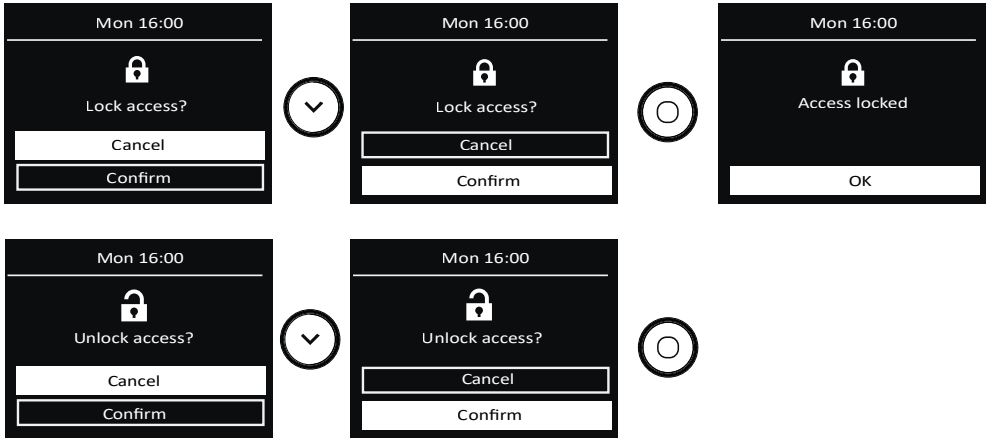 Mon 16:00
Lock access?
Cancel
Confirm
Mon 16:00
Lock access?
Cancel
Confirm
Mon 16:00
Access locked
OK
Mon 16:00
Unlock access?
Cancel
Confirm
Mon 16:00
Unlock access?
Cancel
Confirm